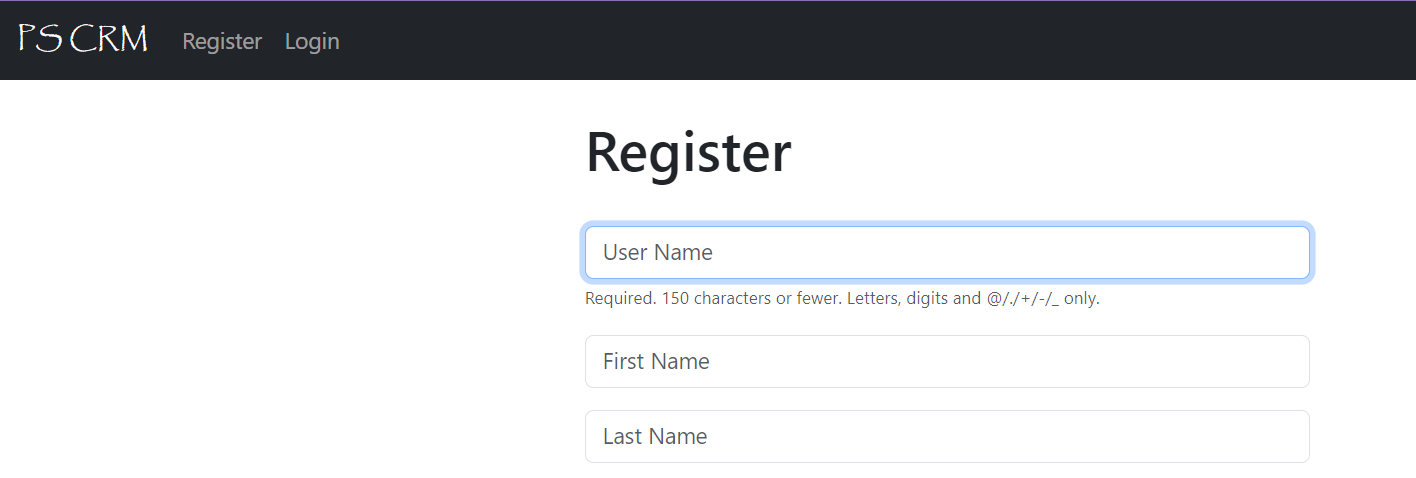 PS CRM Register Login
Register
User Name
Required. 150 characters or fewer. Letters, digits and @/./+/-/_ only.
First Name
Last Name